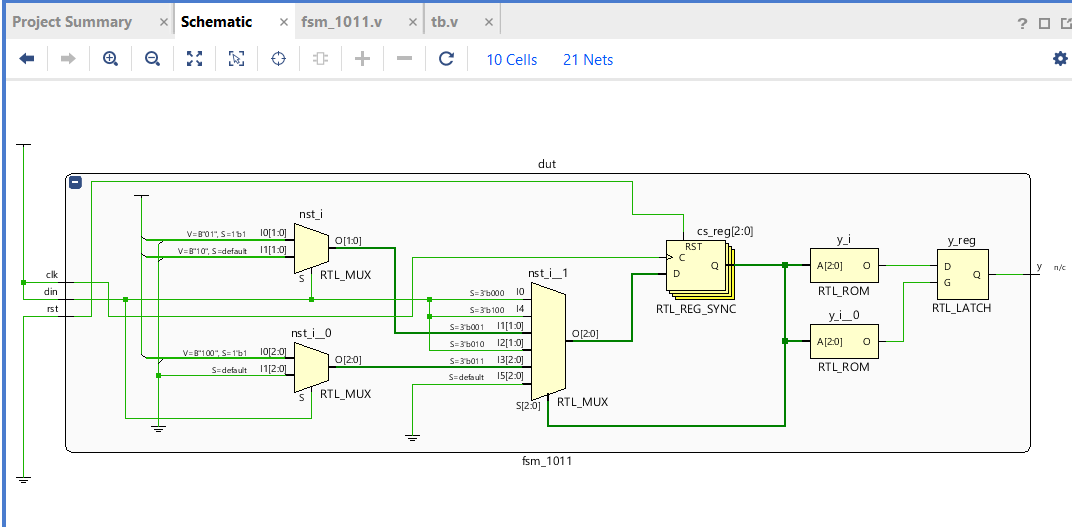 Project Summary × Schematic × fsm_1011.v × tb.v × ?
10 Cells 21 Nets
dut
nst_i
V=B"01", S=1'b1 I0[1:0]
V=B"10", S=default I1[1:0]
O[1:0]
S
RTL_MUX
nst_i__0
V=B"100", S=1'b1 I0[2:0]
S=default I1[2:0]
O[2:0]
S
RTL_MUX
clk
din
rst
nst_i__1
S=3'b000 I0
S=3'b100 I4
S=3'b001 I1[1:0]
S=3'b010 I2[1:0]
S=3'b011 I3[2:0]
S=default I5[2:0]
O[2:0]
S[2:0]
RTL_MUX
cs_reg[2:0]
RST
C
D
Q
RTL_REG_SYNC
y_i
A[2:0] O
RTL_ROM
y_i__0
A[2:0] O
RTL_ROM
y_reg
D
G
Q
RTL_LATCH
y n/c
fsm_1011